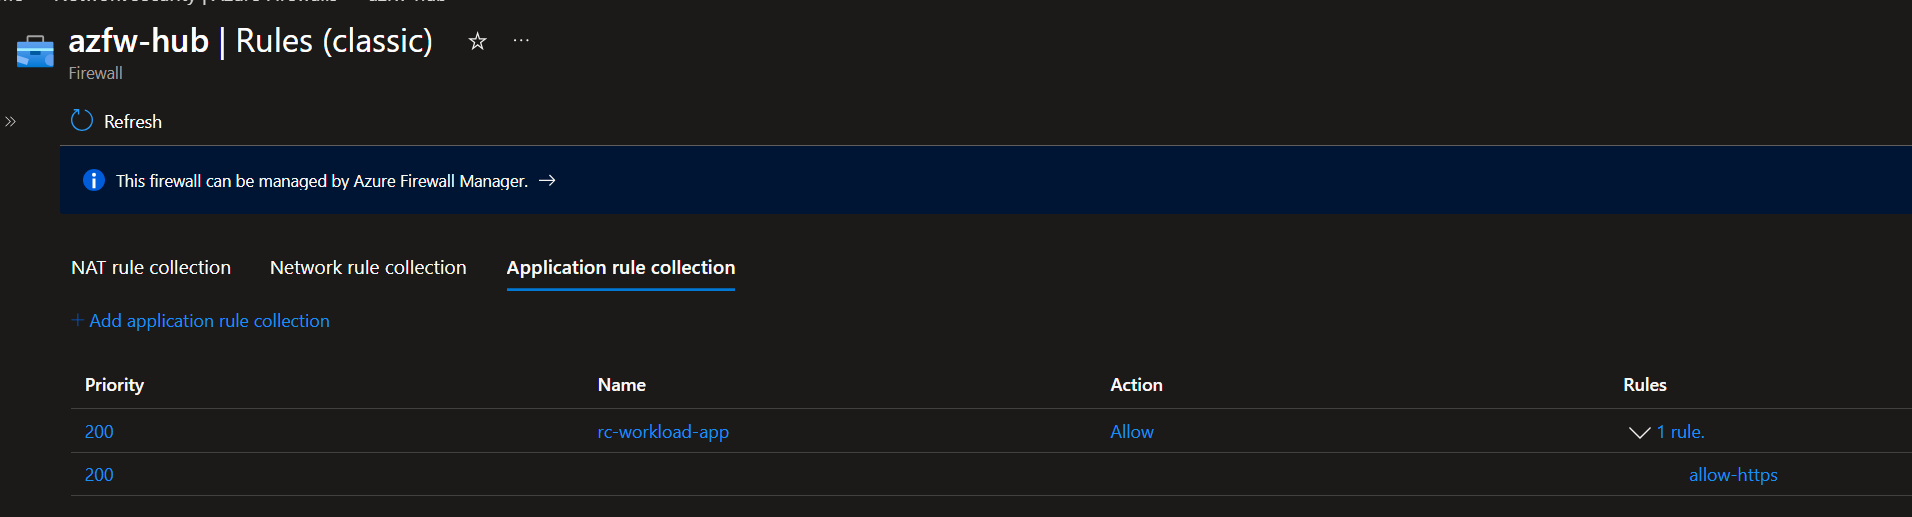 azfw-hub | Rules (classic)
Firewall
Refresh
This firewall can be managed by Azure Firewall Manager. →
NAT rule collection Network rule collection Application rule collection
+ Add application rule collection
Priority Name Action Rules
200 rc-workload-app Allow 1 rule.
200 allow-https